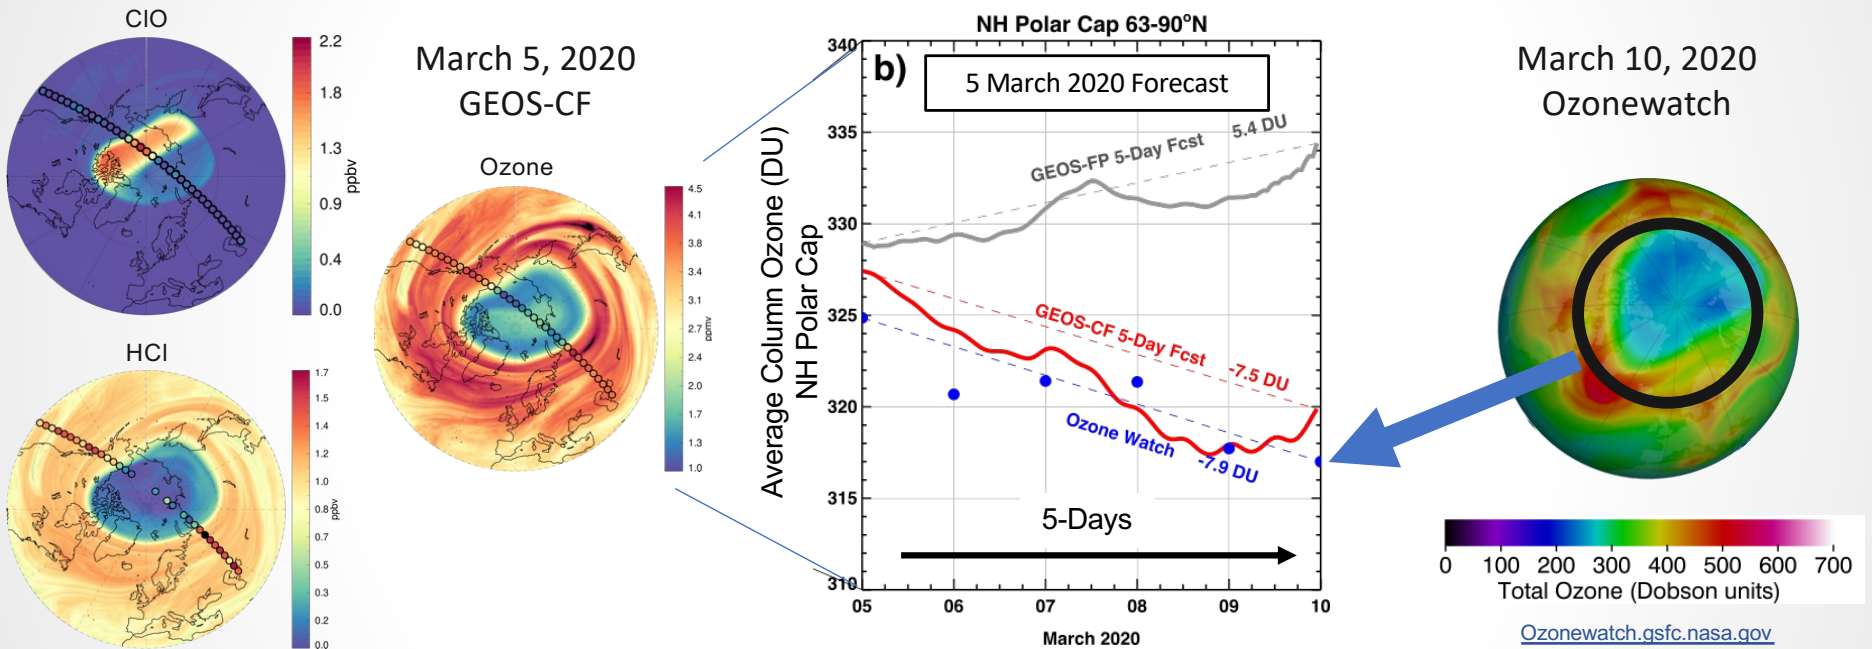 ClO
2.2
1.8
1.3
0.9
0.4
0.0
ppbv
HCl
1.7
1.5
1.4
1.2
1.0
0.8
0.7
0.5
0.3
0.2
0.0
ppbv
March 5, 2020
GEOS-CF
Ozone
4.5
4.1
3.8
3.4
3.1
2.7
2.4
2.0
1.7
1.3
1.0
ppmv
NH Polar Cap 63-90°N
b)
5 March 2020 Forecast
Average Column Ozone (DU)
NH Polar Cap
340
335
330
325
320
315
310
GEOS-FP 5-Day Fcst 5.4 DU
GEOS-CF 5-Day Fcst -7.5 DU
Ozone Watch -7.9 DU
5-Days
05 06 07 08 09 10
March 2020
March 10, 2020
Ozonewatch
0 100 200 300 400 500 600 700
Total Ozone (Dobson units)
Ozonewatch.gsfc.nasa.gov